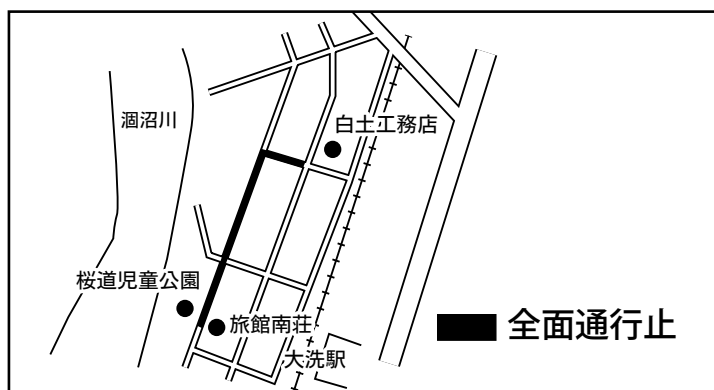 涸沼川
白土工務店
桜道児童公園
旅館南荘
大洗駅
全面通行止